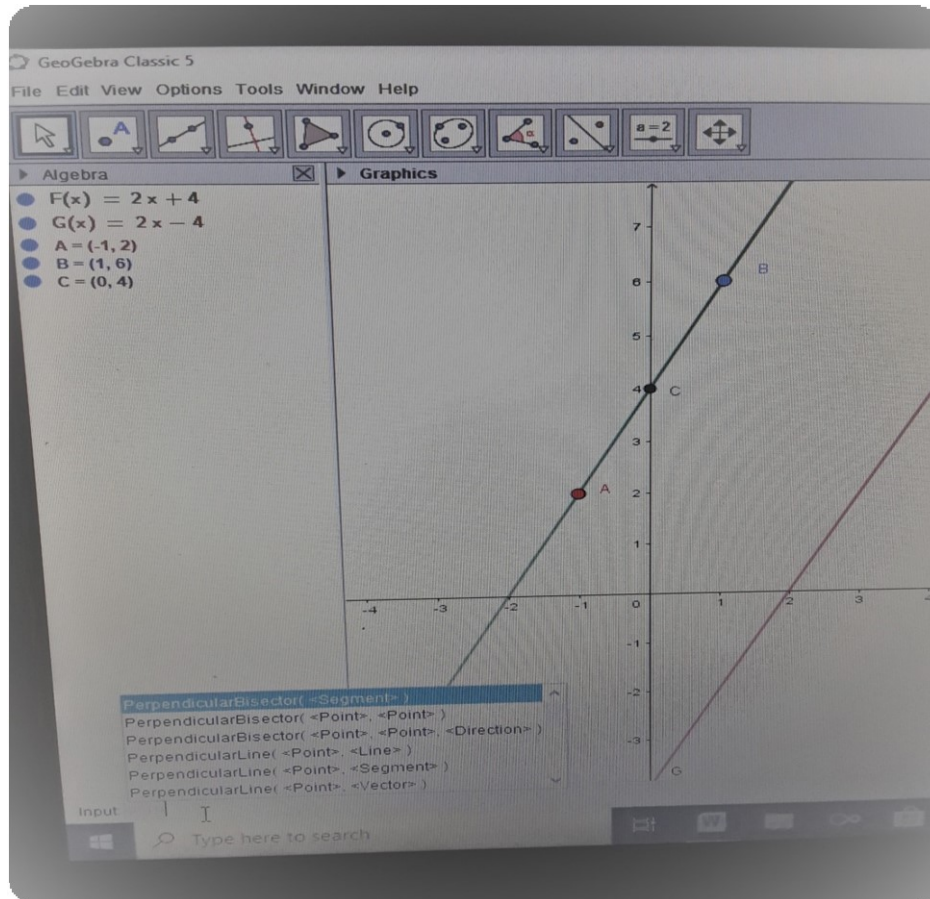 GeoGebra Classic 5
File Edit View Options Tools Window Help
A
α
a=2
Algebra
Graphics
F(x) = 2 x + 4
G(x) = 2 x − 4
A = (-1, 2)
B = (1, 6)
C = (0, 4)
7
B
6
5
4
C
3
A
2
1
-4 -3 -2 -1 0 1 2 3 4
-1
-2
-3
G
PerpendicularBisector( <Segment> )
PerpendicularBisector( <Point>, <Point> )
PerpendicularBisector( <Point>, <Point>, <Direction> )
PerpendicularLine( <Point>, <Line> )
PerpendicularLine( <Point>, <Segment> )
PerpendicularLine( <Point>, <Vector> )
Input
Type here to search
W